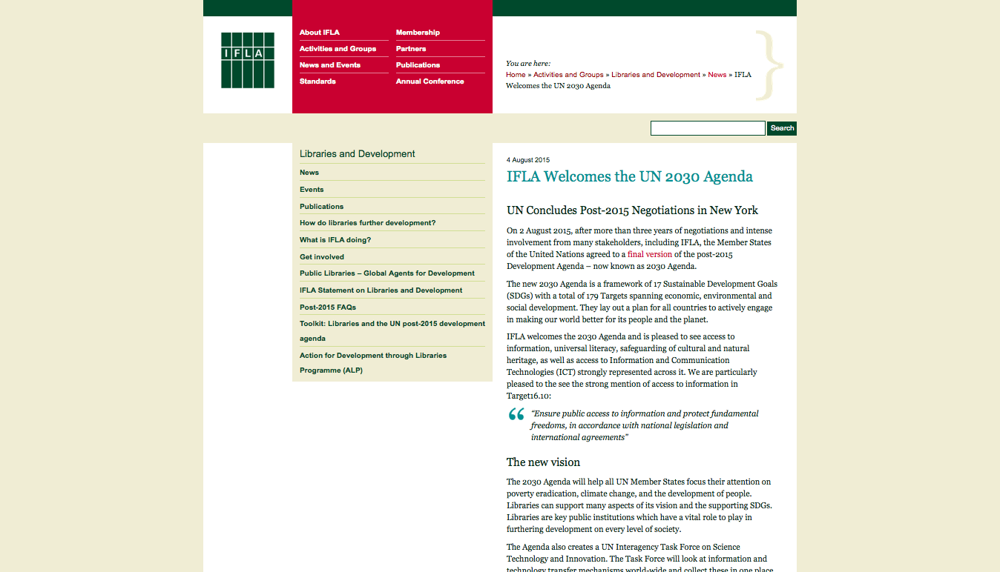 IFLA
About IFLA
Activities and Groups
News and Events
Standards
Membership
Partners
Publications
Annual Conference
You are here:
Home » Activities and Groups » Libraries and Development » News » IFLA
Welcomes the UN 2030 Agenda
}
Search
Libraries and Development
News
Events
Publications
How do libraries further development?
What is IFLA doing?
Get involved
Public Libraries – Global Agents for Development
IFLA Statement on Libraries and Development
Post-2015 FAQs
Toolkit: Libraries and the UN post-2015 development
agenda
Action for Development through Libraries
Programme (ALP)
4 August 2015
IFLA Welcomes the UN 2030 Agenda
UN Concludes Post-2015 Negotiations in New York
On 2 August 2015, after more than three years of negotiations and intense
involvement from many stakeholders, including IFLA, the Member States
of the United Nations agreed to a final version of the post-2015
Development Agenda – now known as 2030 Agenda.
The new 2030 Agenda is a framework of 17 Sustainable Development Goals
(SDGs) with a total of 179 Targets spanning economic, environmental and
social development. They lay out a plan for all countries to actively engage
in making our world better for its people and the planet.
IFLA welcomes the 2030 Agenda and is pleased to see access to
information, universal literacy, safeguarding of cultural and natural
heritage, as well as access to Information and Communication
Technologies (ICT) strongly represented across it. We are particularly
pleased to the see the strong mention of access to information in
Target16.10:
“Ensure public access to information and protect fundamental
freedoms, in accordance with national legislation and
international agreements”
The new vision
The 2030 Agenda will help all UN Member States focus their attention on
poverty eradication, climate change, and the development of people.
Libraries can support many aspects of its vision and the supporting SDGs.
Libraries are key public institutions which have a vital role to play in
furthering development on every level of society.
The Agenda also creates a UN Interagency Task Force on Science
Technology and Innovation. The Task Force will look at information and
technology transfer mechanisms world-wide and collect these in one place